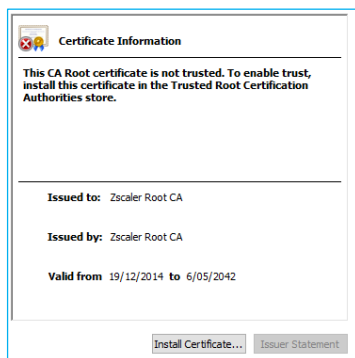 Certificate Information
This CA Root certificate is not trusted. To enable trust,
install this certificate in the Trusted Root Certification
Authorities store.
Issued to: Zscaler Root CA
Issued by: Zscaler Root CA
Valid from 19/12/2014 to 6/05/2042
Install Certificate... Issuer Statement